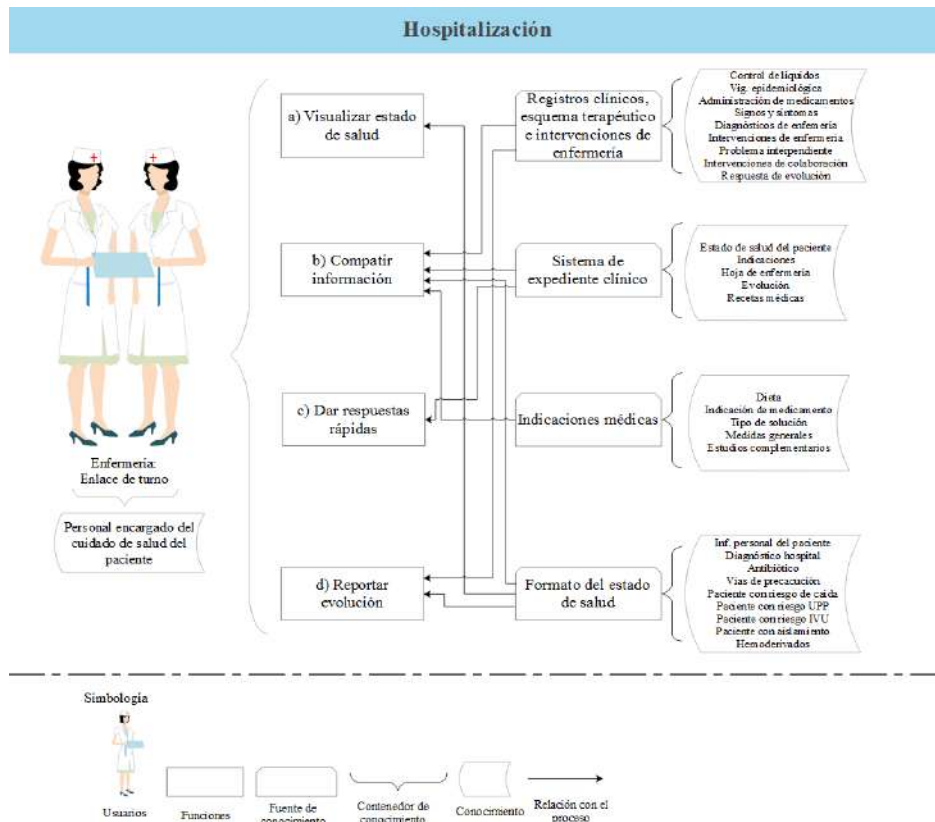 Hospitalización
a) Visualizar estado
de salud
b) Compatir
información
c) Dar respuestas
rápidas
d) Reportar
evolución
Enfermería:
Enlace de turno
Personal encargado del
cuidado de salud del
paciente
Registros clínicos,
esquema terapéutico
e intervenciones de
enfermería
Sistema de
expediente clínico
Indicaciones médicas
Formato del estado
de salud
Control de líquidos
Vig. epidemiológica
Administración de medicamentos
Signos y síntomas
Diagnósticos de enfemería
Intervenciones de enfemería
Problema interpendiente
Intervenciones de colaboración
Respuesta de evolución
Estado de salud del paciente
Indicaciones
Hoja de enfermería
Evolución
Recetas médicas
Dieta
Indicación de medicamento
Tipo de solución
Medidas generales
Estudios complementarios
Inf. personal del paciente
Diagnóstico hospital
Antibiótico
Vías de precacución
Paciente con riesgo de caída
Paciente con riesgo UPP
Paciente con riesgo IVU
Paciente con aislamiento
Hemoderivados
Simbología
Usuarios
Funciones
Fuente de
conocimiento
Contenedor de
conocimiento
Conocimiento
Relación con el
proceso